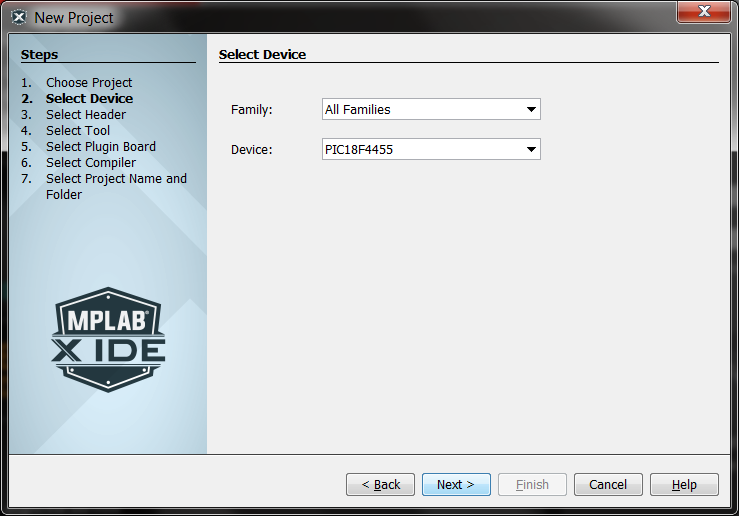 New Project
Steps
1. Choose Project
2. Select Device
3. Select Header
4. Select Tool
5. Select Plugin Board
6. Select Compiler
7. Select Project Name and
Folder
MPLAB®
X IDE
Select Device
Family: All Families
Device: PIC18F4455
< Back Next > Finish Cancel Help